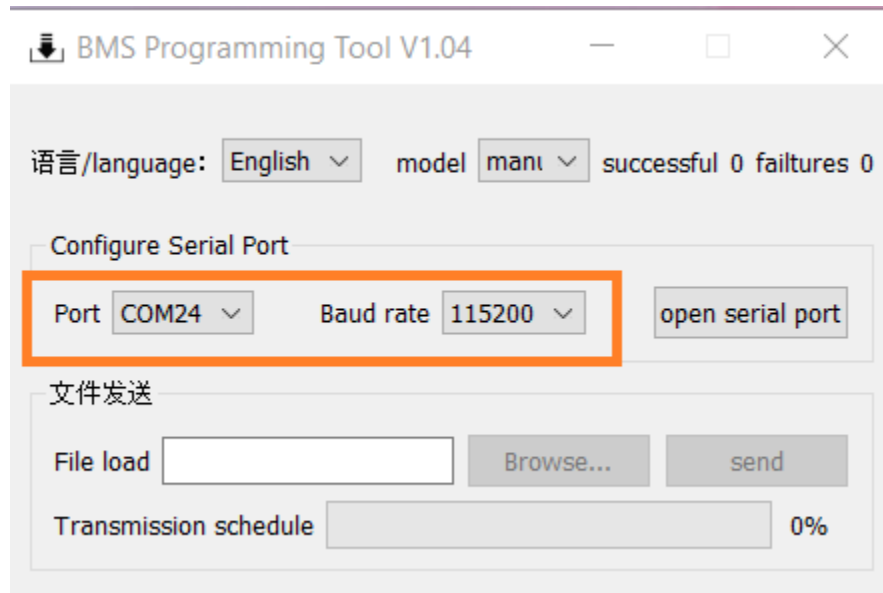 BMS Programming Tool V1.04
语言/language: English model manu successful 0 failtures 0
Configure Serial Port
Port COM24 Baud rate 115200 open serial port
文件发送
File load Browse... send
Transmission schedule 0%